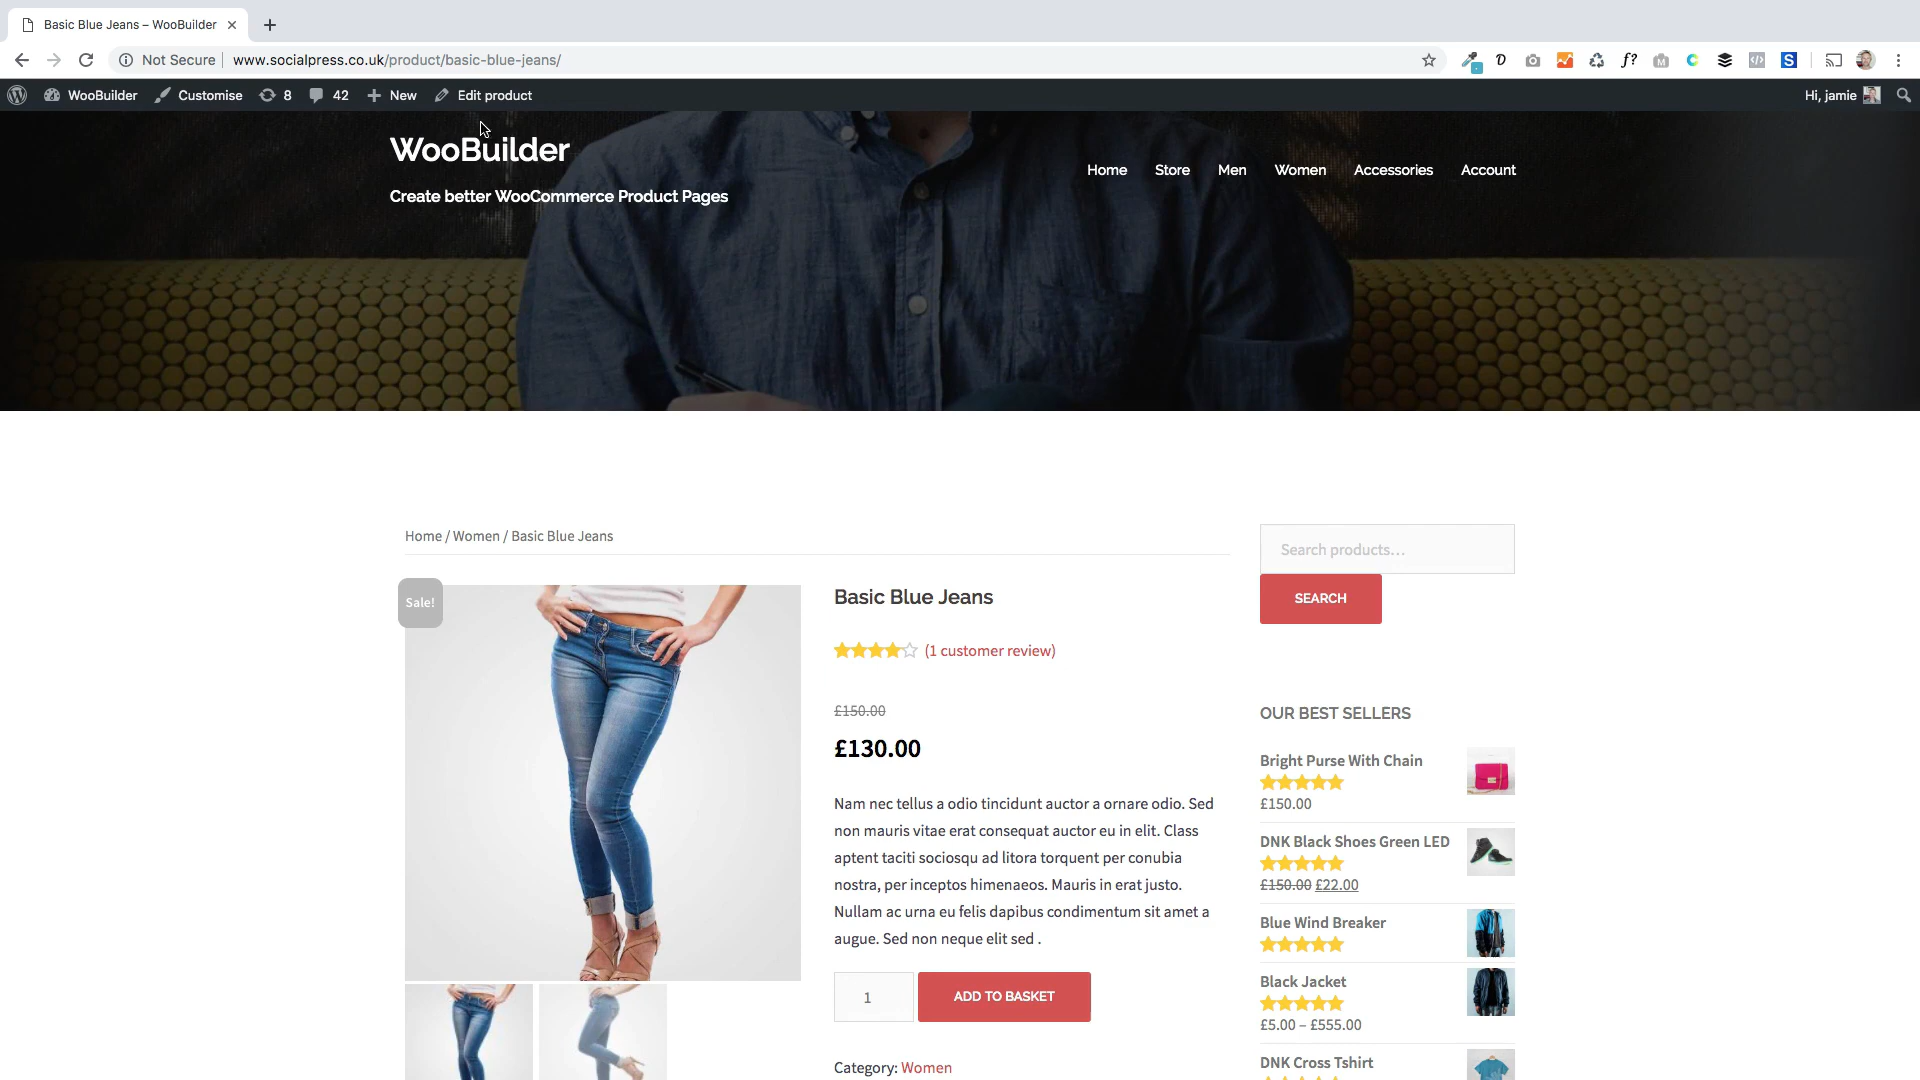 Basic Blue Jeans – WooBuilder
Not Secure
www.socialpress.co.uk/product/basic-blue-jeans/
WooBuilder
Customise
8
42
New
Edit product
Hi, jamie
WooBuilder
Create better WooCommerce Product Pages
Home
Store
Men
Women
Accessories
Account
Home / Women / Basic Blue Jeans
Sale!
Basic Blue Jeans
(1 customer review)
£150.00
£130.00
Nam nec tellus a odio tincidunt auctor a ornare odio. Sed
non mauris vitae erat consequat auctor eu in elit. Class
aptent taciti sociosqu ad litora torquent per conubia
nostra, per inceptos himenaeos. Mauris in erat justo.
Nullam ac urna eu felis dapibus condimentum sit amet a
augue. Sed non neque elit sed .
1
ADD TO BASKET
Category: Women
Search products…
SEARCH
OUR BEST SELLERS
Bright Purse With Chain
£150.00
DNK Black Shoes Green LED
£150.00 £22.00
Blue Wind Breaker
Black Jacket
£5.00 – £555.00
DNK Cross Tshirt